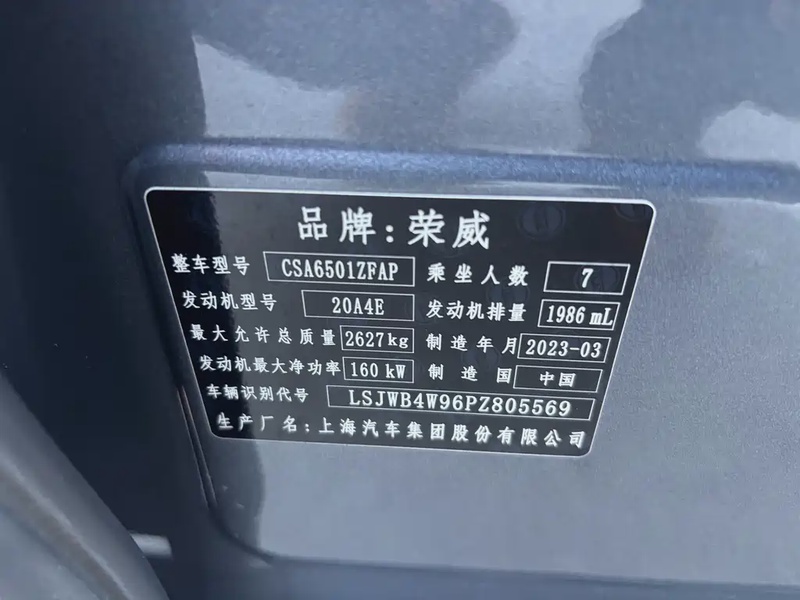 品牌:荣威
整车型号 CSA6501ZFAP 乘坐人数 7
发动机型号 20A4E 发动机排量 1986 mL
最大允许总质量 2627kg 制造年月 2023-03
发动机最大净功率 160 kW 制造国 中国
车辆识别代号 LSJWB4W96PZ805569
生产厂名:上海汽车集团股份有限公司